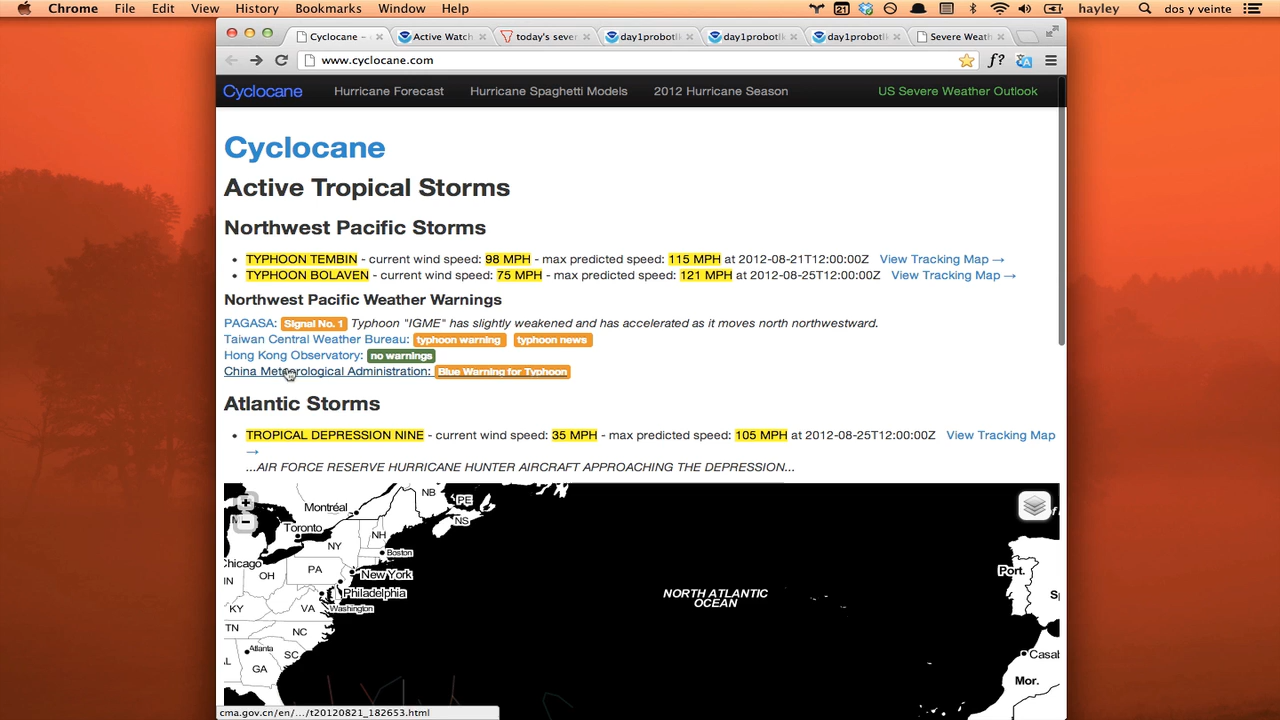 Chrome File Edit View History Bookmarks Window Help 21 hayley dos y veinte
Cyclocane – Active Watch today's sever day1probotl day1probotl day1probotl Severe Weath
www.cyclocane.com f?
Cyclocane Hurricane Forecast Hurricane Spaghetti Models 2012 Hurricane Season US Severe Weather Outlook
Cyclocane
Active Tropical Storms
Northwest Pacific Storms
• TYPHOON TEMBIN - current wind speed: 98 MPH - max predicted speed: 115 MPH at 2012-08-21T12:00:00Z View Tracking Map →
• TYPHOON BOLAVEN - current wind speed: 75 MPH - max predicted speed: 121 MPH at 2012-08-25T12:00:00Z View Tracking Map →
Northwest Pacific Weather Warnings
PAGASA: Signal No. 1 Typhoon "IGME" has slightly weakened and has accelerated as it moves north northwestward.
Taiwan Central Weather Bureau: typhoon warning typhoon news
Hong Kong Observatory: no warnings
China Meteorological Administration: Blue Warning for Typhoon
Atlantic Storms
• TROPICAL DEPRESSION NINE - current wind speed: 35 MPH - max predicted speed: 105 MPH at 2012-08-25T12:00:00Z View Tracking Map
→
...AIR FORCE RESERVE HURRICANE HUNTER AIRCRAFT APPROACHING THE DEPRESSION...
+
−
NB
PE
Montréal
NS
Toronto
NH
NY
Boston
Chicago
PA
Port.
IN
OH
New York
Philadelphia
NORTH ATLANTIC
OCEAN
KY
VA
Washington
TN
NC
Atlanta
SC
Casal
GA
Mor.
cma.gov.cn/en/.../t20120821_182653.html